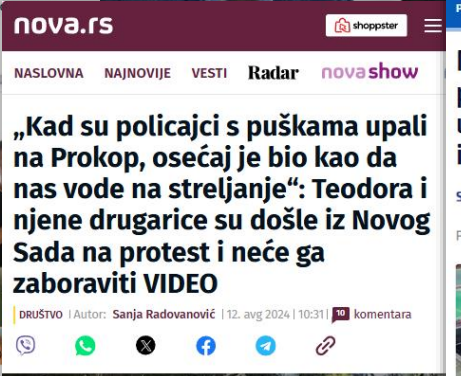 nova.rs
shoppster
NASLOVNA NAJNOVIJE VESTI Radar nova show
„Kad su policajci s puškama upali
na Prokop, osećaj je bio kao da
nas vode na streljanje“: Teodora i
njene drugarice su došle iz Novog
Sada na protest i neće ga
zaboraviti VIDEO
DRUŠTVO |Autor: Sanja Radovanović |12. avg 2024|10:31| 10 komentara